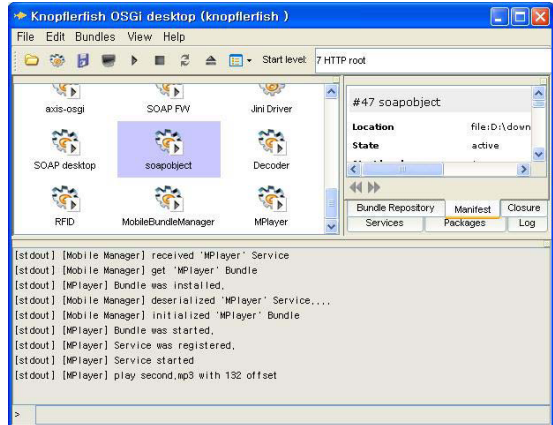 Knopflerfish OSGi desktop (knopflerfish )
File Edit Bundles View Help
Start level: 7 HTTP root
axis-osgi SOAP FW Jini Driver
SOAP desktop soapobject Decoder
RFID MobileBundleManager MPlayer
#47 soapobject
Location file:D:\down
State active
Bundle Repository Manifest Closure
Services Packages Log
[stdout] [Mobile Manager] received 'MPlayer' Service
[stdout] [Mobile Manager] get 'MPlayer' Bundle
[stdout] [MPlayer] Bundle was installed,
[stdout] [Mobile Manager] deserialized 'MPlayer' Service,,,,
[stdout] [Mobile Manager] initialized 'MPlayer' Bundle
[stdout] [MPlayer] Bundle was started,
[stdout] [MPlayer] Service was registered,
[stdout] [MPlayer] Service started
[stdout] [MPlayer] play second,mp3 with 132 offset
>